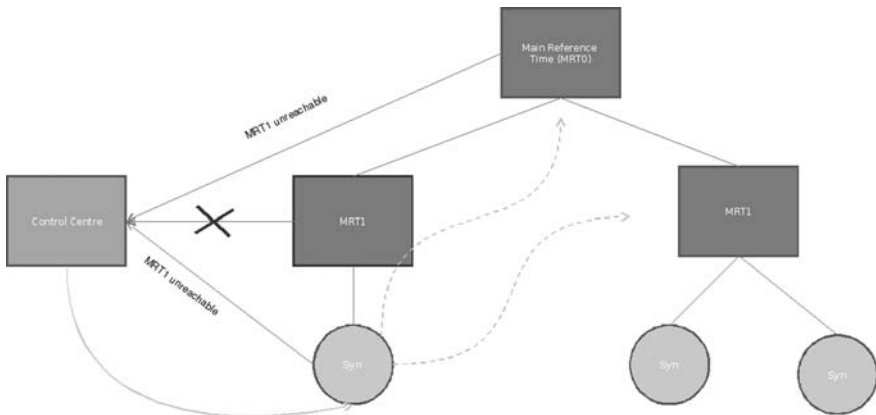 Main Reference
Time (MRT0)
MRT1 unreachable
Control Centre
MRT1
MRT1
MRT1 unreachable
Syn
Syn
Syn